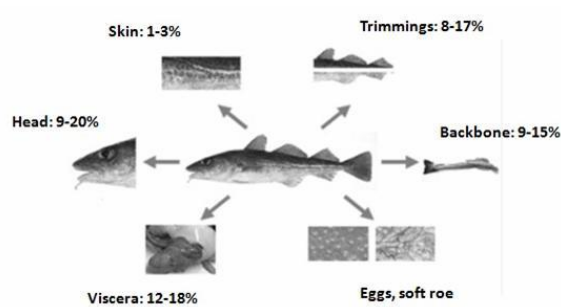 Skin: 1-3%
Trimmings: 8-17%
Head: 9-20%
Backbone: 9-15%
Viscera: 12-18%
Eggs, soft roe